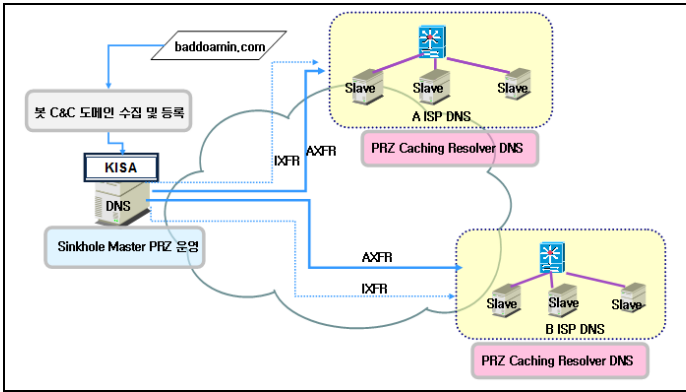 baddoamin.com
봇 C&C 도메인 수집 및 등록
KISA
DNS
Sinkhole Master PRZ 운영
IXFR
AXFR
Slave
Slave
Slave
A ISP DNS
PRZ Caching Resolver DNS
AXFR
IXFR
Slave
Slave
Slave
B ISP DNS
PRZ Caching Resolver DNS